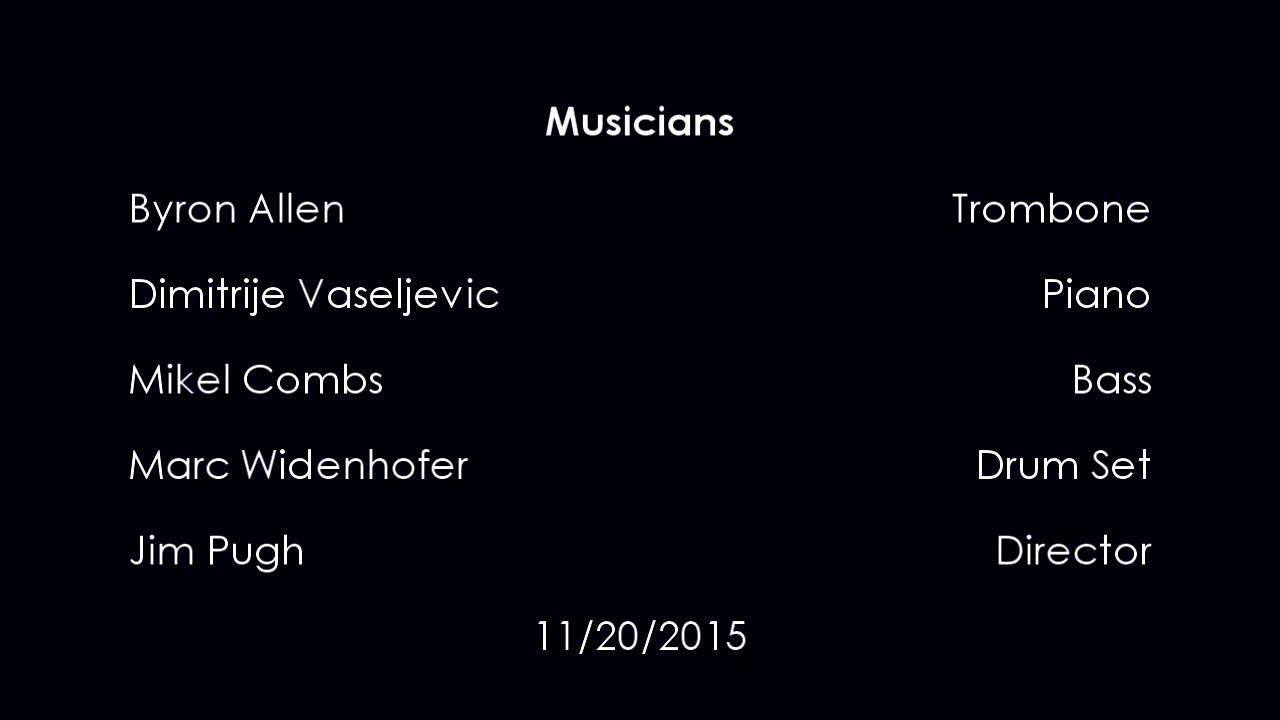 Musicians
Byron Allen Trombone
Dimitrije Vaseljevic Piano
Mikel Combs Bass
Marc Widenhofer Drum Set
Jim Pugh Director
11/20/2015